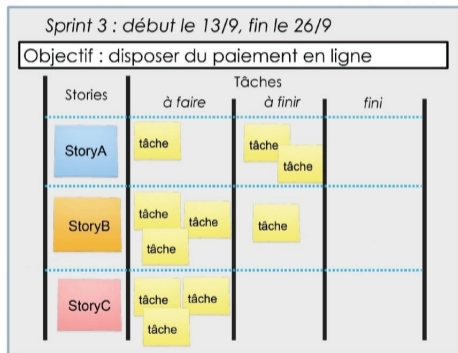 Sprint 3 : début le 13/9, fin le 26/9
Objectif : disposer du paiement en ligne
Stories
Tâches
à faire
à finir
fini
StoryA
tâche
tâche
tâche
StoryB
tâche
tâche
tâche
tâche
StoryC
tâche
tâche
tâche